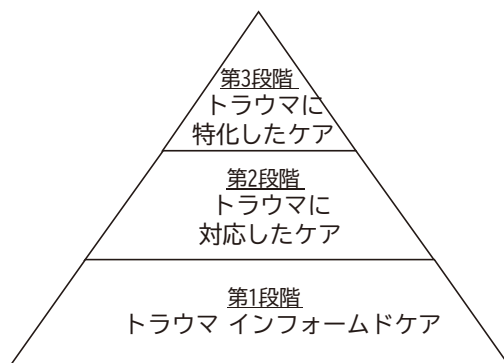 第3段階
トラウマに
特化したケア
第2段階
トラウマに
対応したケア
第1段階
トラウマ インフォームドケア